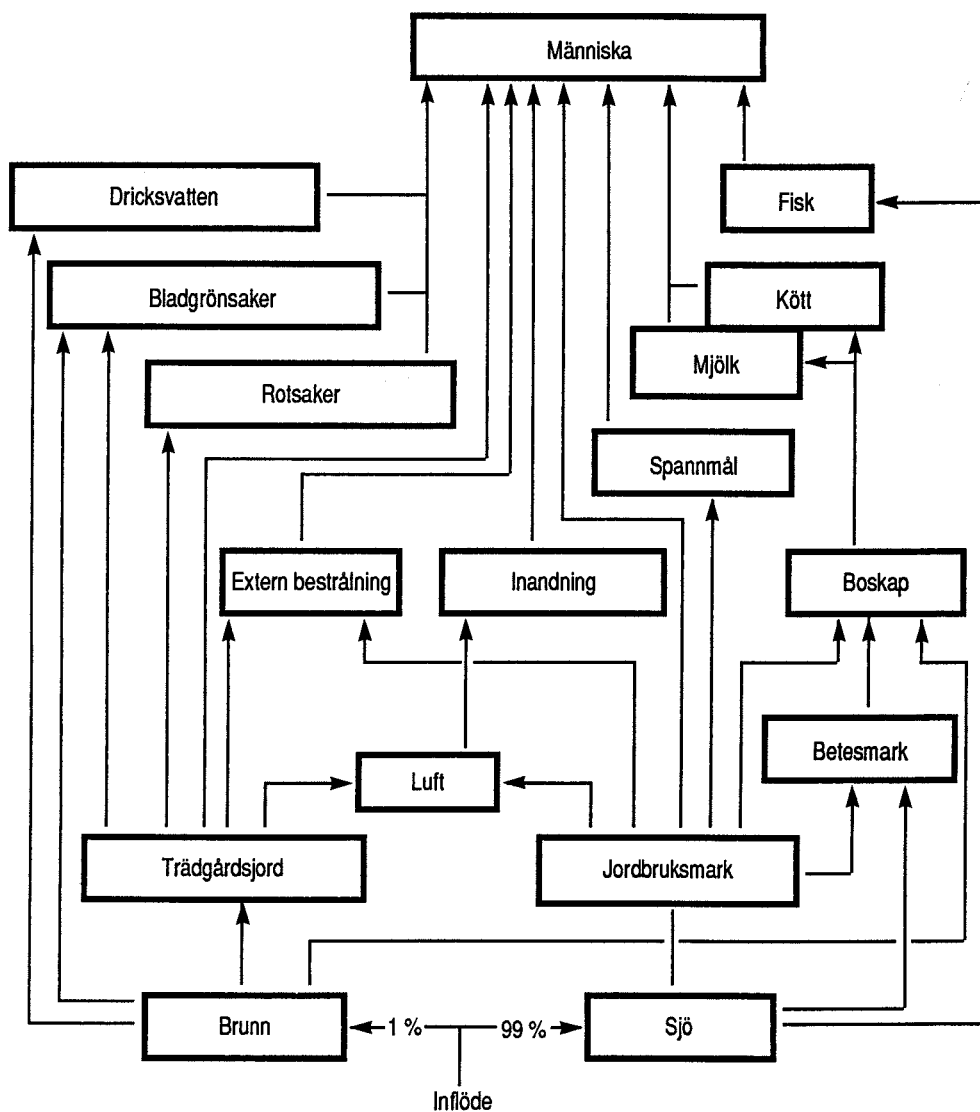 Människa
Dricksvatten
Fisk
Bladgrönsaker
Kött
Mjölk
Rotsaker
Spannmål
Extern bestrålning
Inandning
Boskap
Betesmark
Luft
Trädgårdsjord
Jordbruksmark
Brunn
1 %
99 %
Sjö
Inflöde